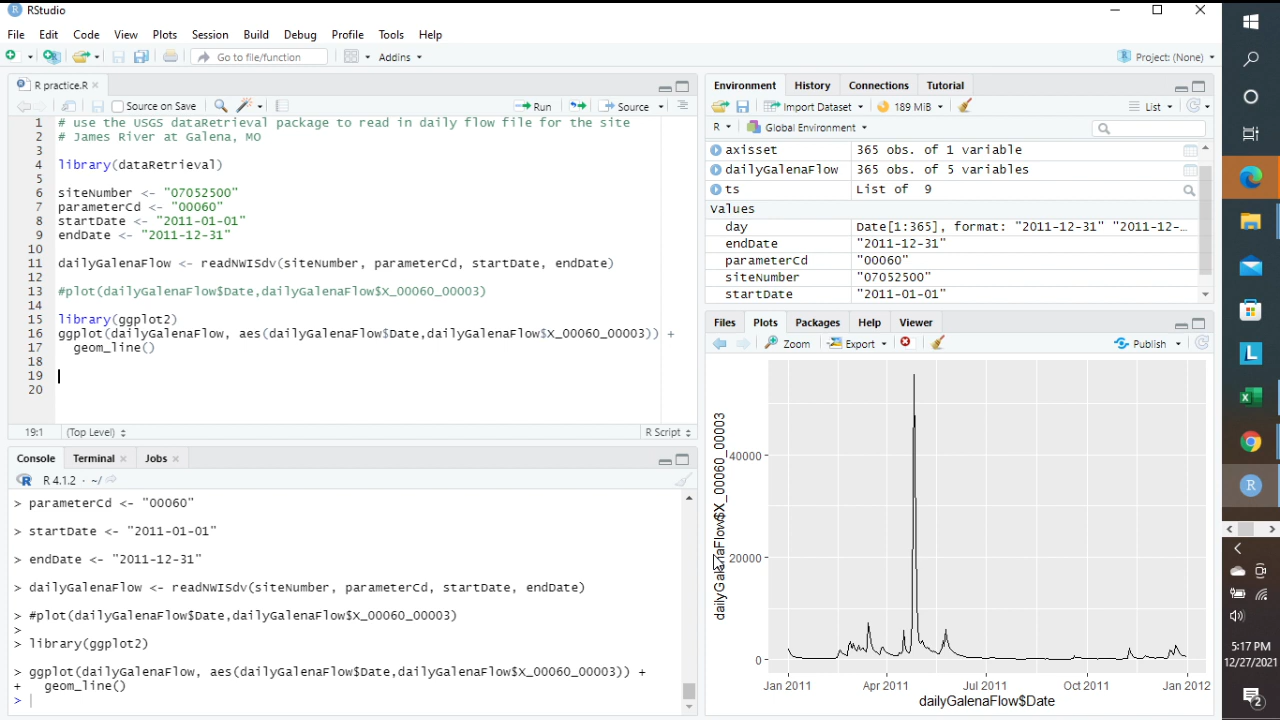 RStudio
File Edit Code View Plots Session Build Debug Profile Tools Help
Go to file/function
Addins
Project: (None)
R practice.R
Source on Save
Run
Source
1 # use the USGS dataRetrieval package to read in daily flow file for the site
2 # James River at Galena, MO
3
4 library(dataRetrieval)
5
6 siteNumber <- "07052500"
7 parameterCd <- "00060"
8 startDate <- "2011-01-01"
9 endDate <- "2011-12-31"
10
11 dailyGalenaFlow <- readNWISdv(siteNumber, parameterCd, startDate, endDate)
12
13 #plot(dailyGalenaFlow$Date,dailyGalenaFlow$X_00060_00003)
14
15 library(ggplot2)
16 ggplot(dailyGalenaFlow, aes(dailyGalenaFlow$Date,dailyGalenaFlow$X_00060_00003)) +
17 geom_line()
18
19
20
19:1 (Top Level) R Script
Console Terminal Jobs
R 4.1.2 · ~/
> parameterCd <- "00060"
> startDate <- "2011-01-01"
> endDate <- "2011-12-31"
> dailyGalenaFlow <- readNWISdv(siteNumber, parameterCd, startDate, endDate)
> #plot(dailyGalenaFlow$Date,dailyGalenaFlow$X_00060_00003)
>
> library(ggplot2)
> ggplot(dailyGalenaFlow, aes(dailyGalenaFlow$Date,dailyGalenaFlow$X_00060_00003)) +
+ geom_line()
>
Environment History Connections Tutorial
Import Dataset 189 MiB List
R Global Environment
axisset 365 obs. of 1 variable
dailyGalenaFlow 365 obs. of 5 variables
ts List of 9
Values
day Date[1:365], format: "2011-12-31" "2011-12-…
endDate "2011-12-31"
parameterCd "00060"
siteNumber "07052500"
startDate "2011-01-01"
Files Plots Packages Help Viewer
Zoom Export Publish
dailyGalenaFlow$X_00060_00003
40000
20000
0
Jan 2011 Apr 2011 Jul 2011 Oct 2011 Jan 2012
dailyGalenaFlow$Date
L
R
5:17 PM
12/27/2021
2